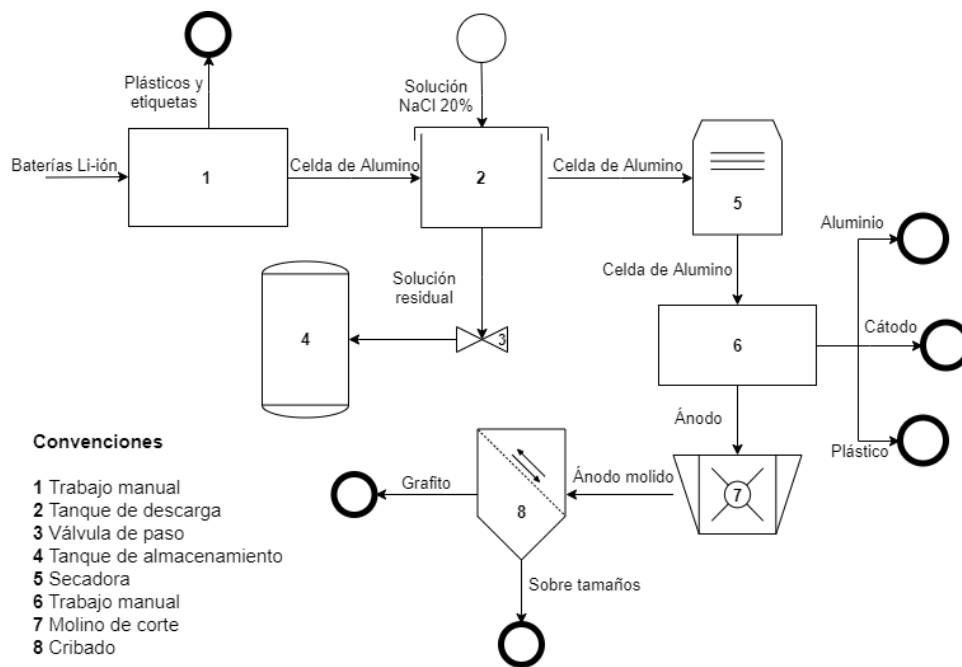 Plásticos y
etiquetas
Solución
NaCl 20%
Baterías Li-ión
1
Celda de Alumino
2
Celda de Alumino
5
Solución
residual
Celda de Alumino
Aluminio
4
3
6
Cátodo
Ánodo
Plástico
Convenciones
1 Trabajo manual
2 Tanque de descarga
3 Válvula de paso
4 Tanque de almacenamiento
5 Secadora
6 Trabajo manual
7 Molino de corte
8 Cribado
Grafito
8
Ánodo molido
7
Sobre tamaños